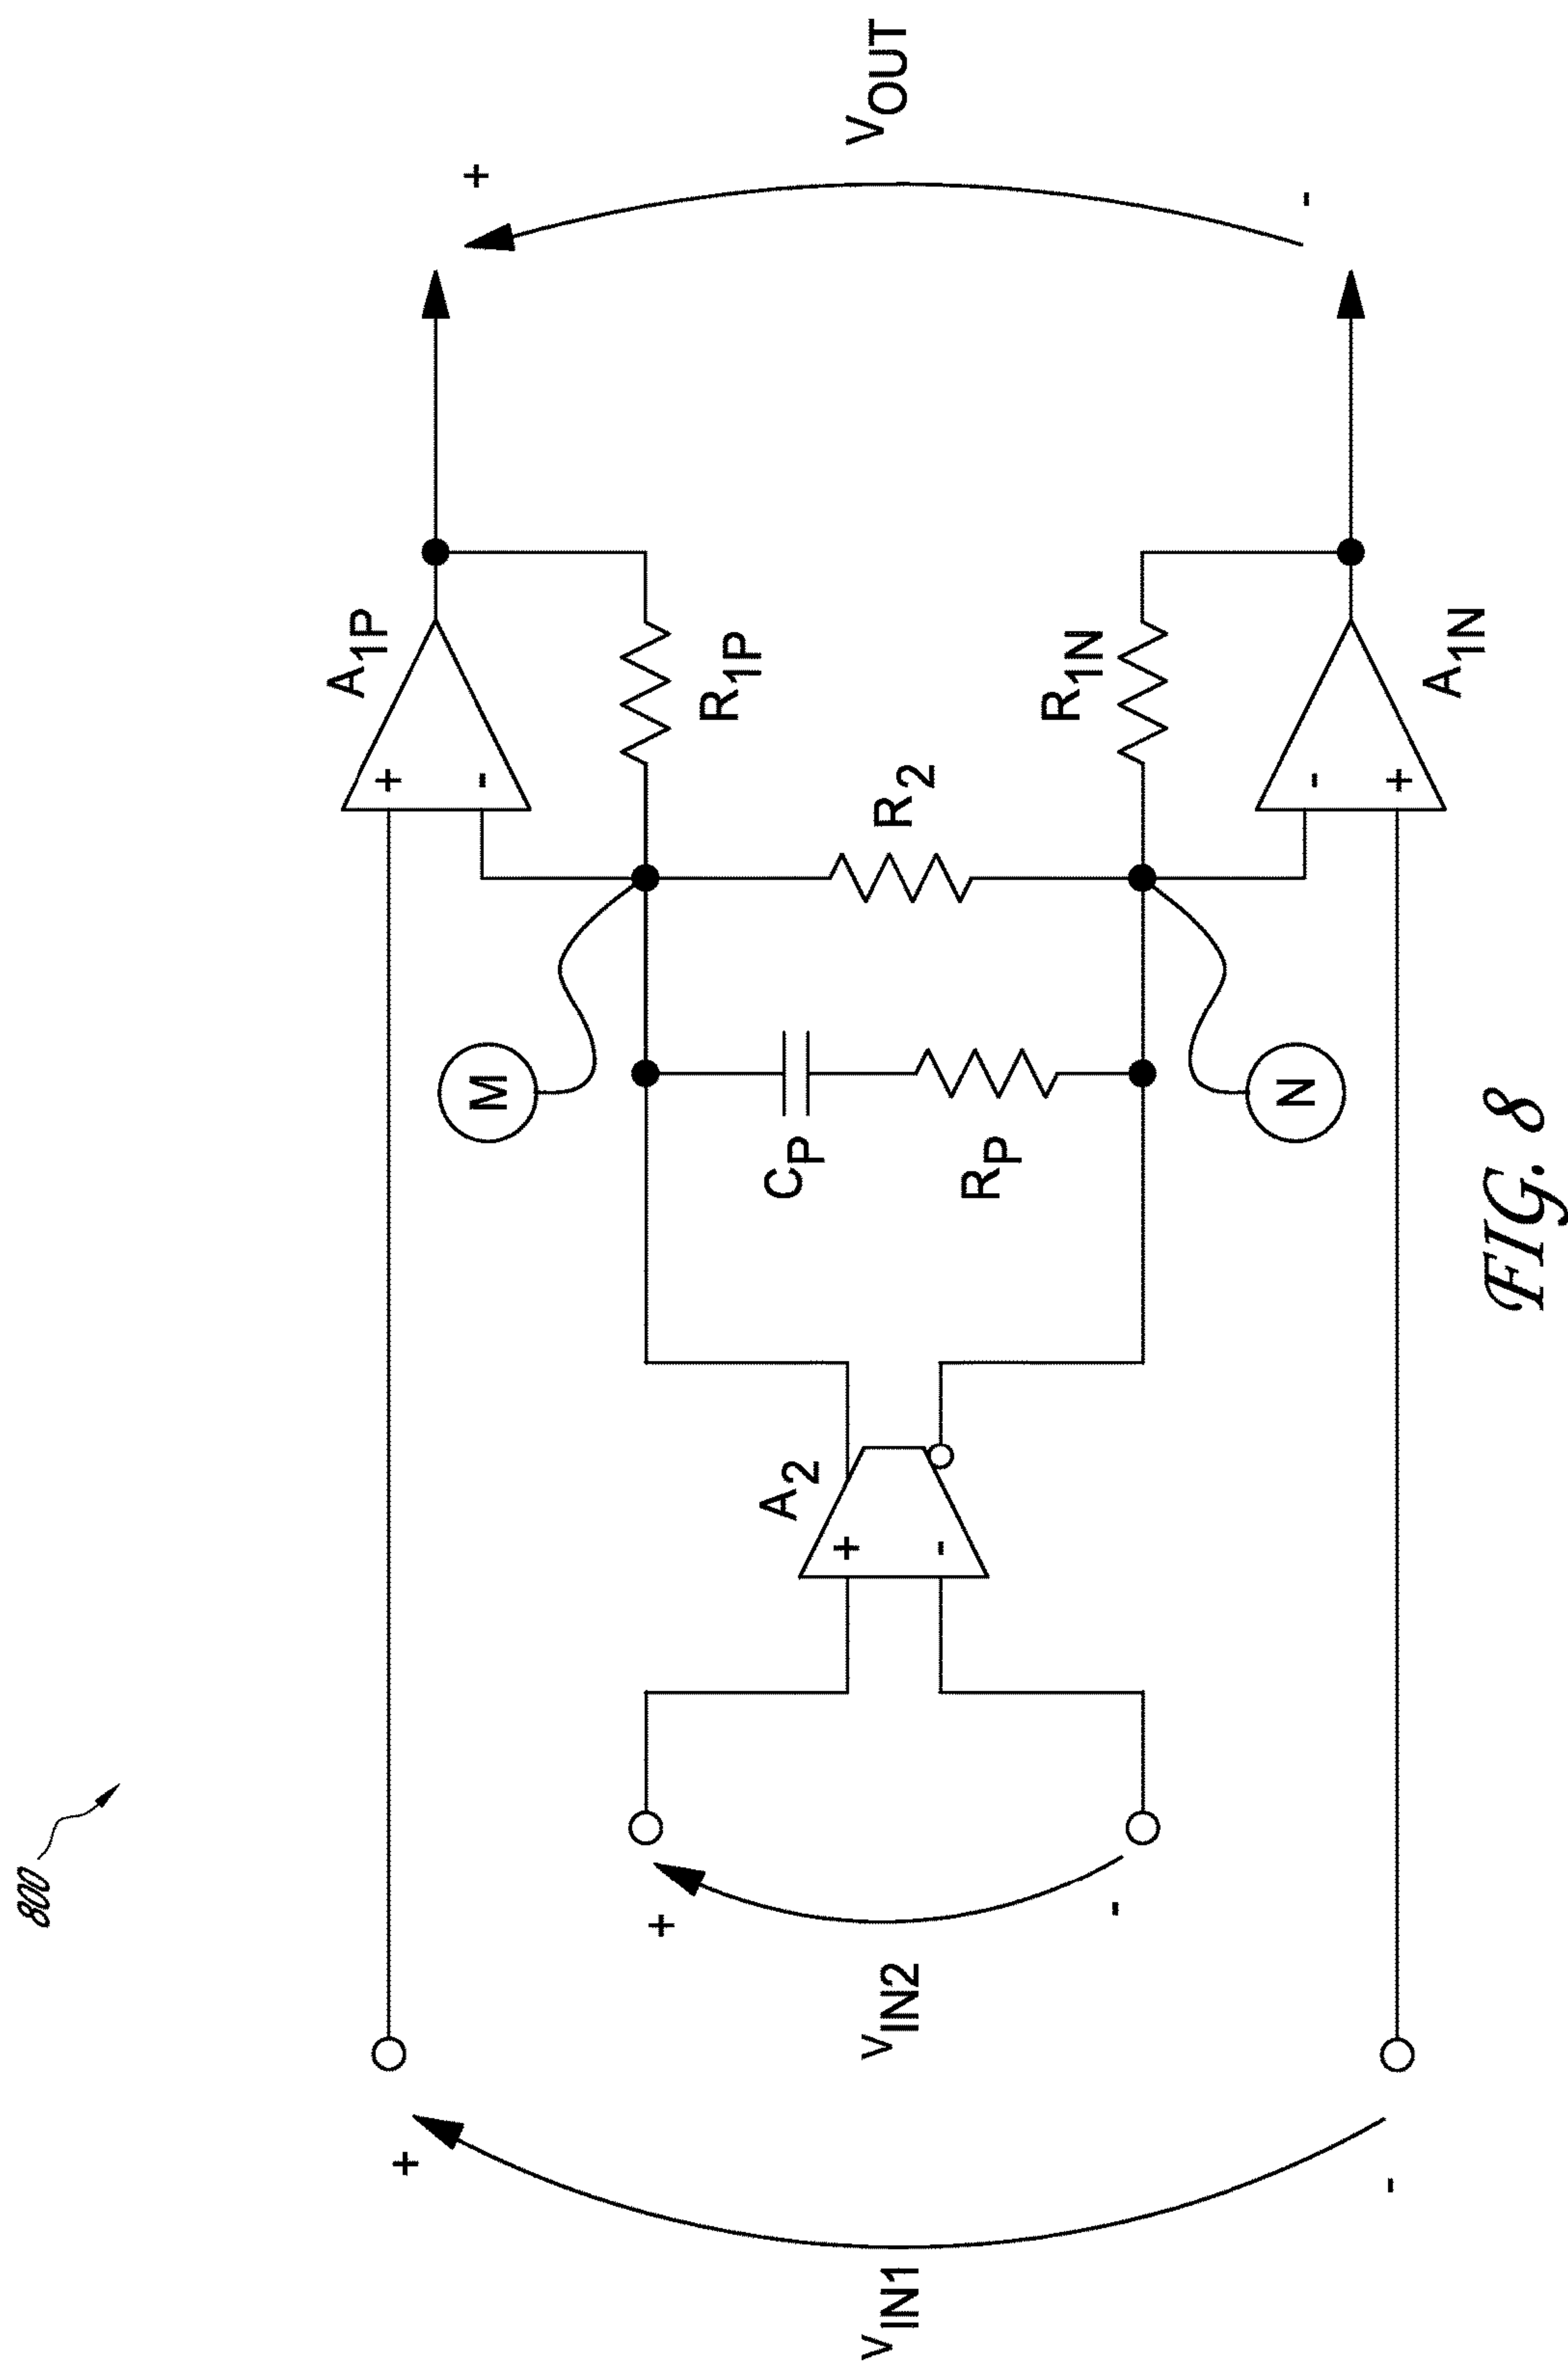 800
A1P
+
-
R1P
M
CP
R2
VOUT
+
-
VIN1
+
-
VIN2
+
-
A2
+
-
RP
N
R1N
-
+
A1N
FIG. 8